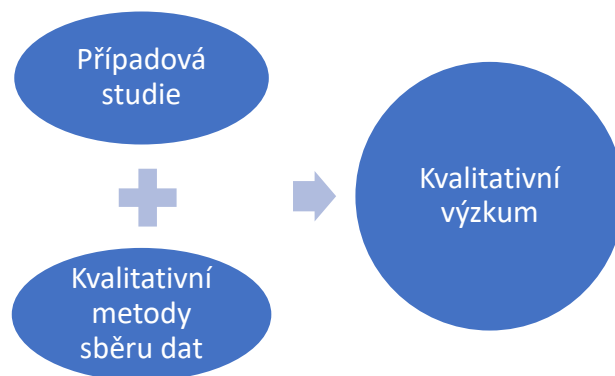 Případová
studie
Kvalitativní
metody
sběru dat
Kvalitativní
výzkum